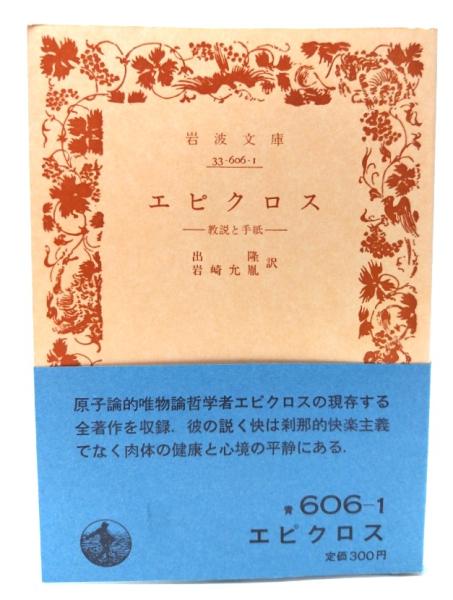 岩波文庫
33-606-1
エピクロス
——教説と手紙——
出 隆
岩崎允胤 訳
原子論的唯物論哲学者エピクロスの現存する
全著作を収録．彼の説く快は刹那的快楽主義
でなく肉体の健康と心境の平静にある．
青 606-1
エピクロス
定価300円